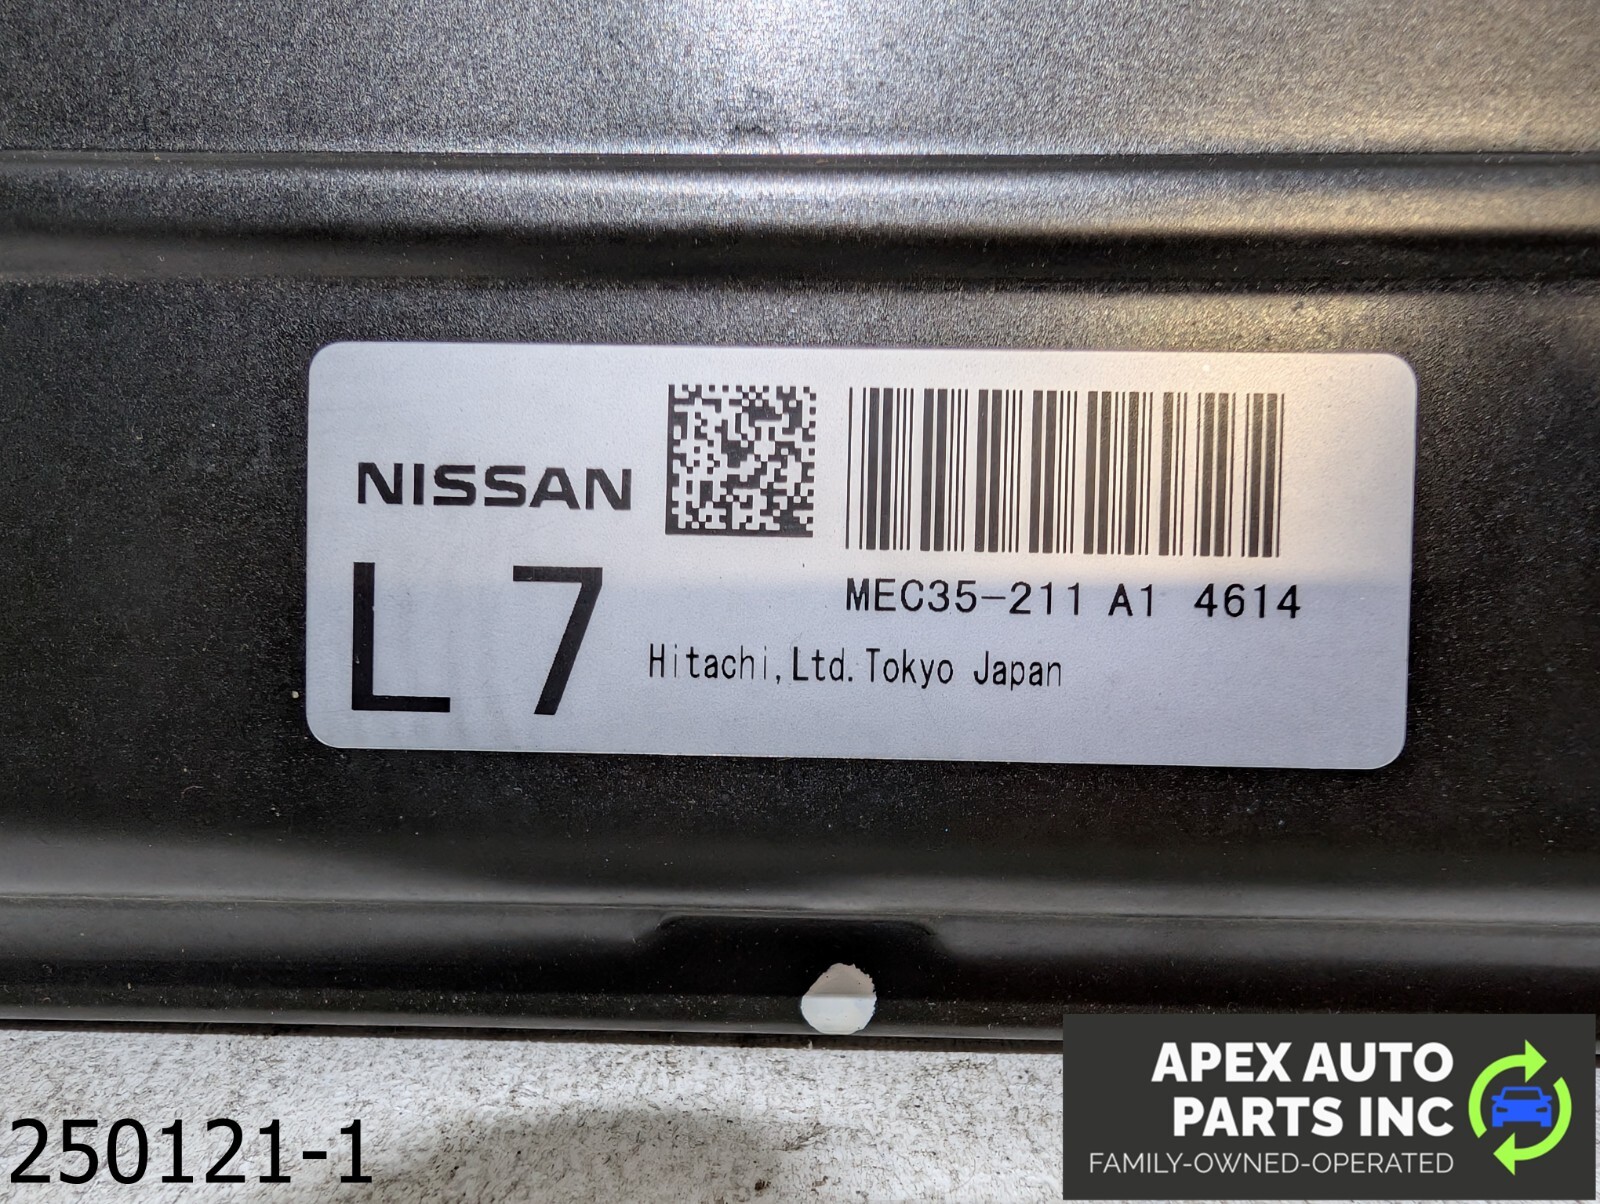 NISSAN
L7
MEC35-211 A1 4614
Hitachi,Ltd. Tokyo Japan
250121-1
APEX AUTO
PARTS INC
FAMILY-OWNED-OPERATED